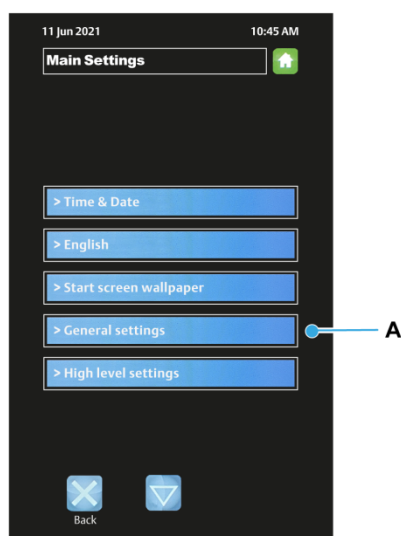 11 Jun 2021 10:45 AM
Main Settings
> Time & Date
> English
> Start screen wallpaper
> General settings
A
> High level settings
Back